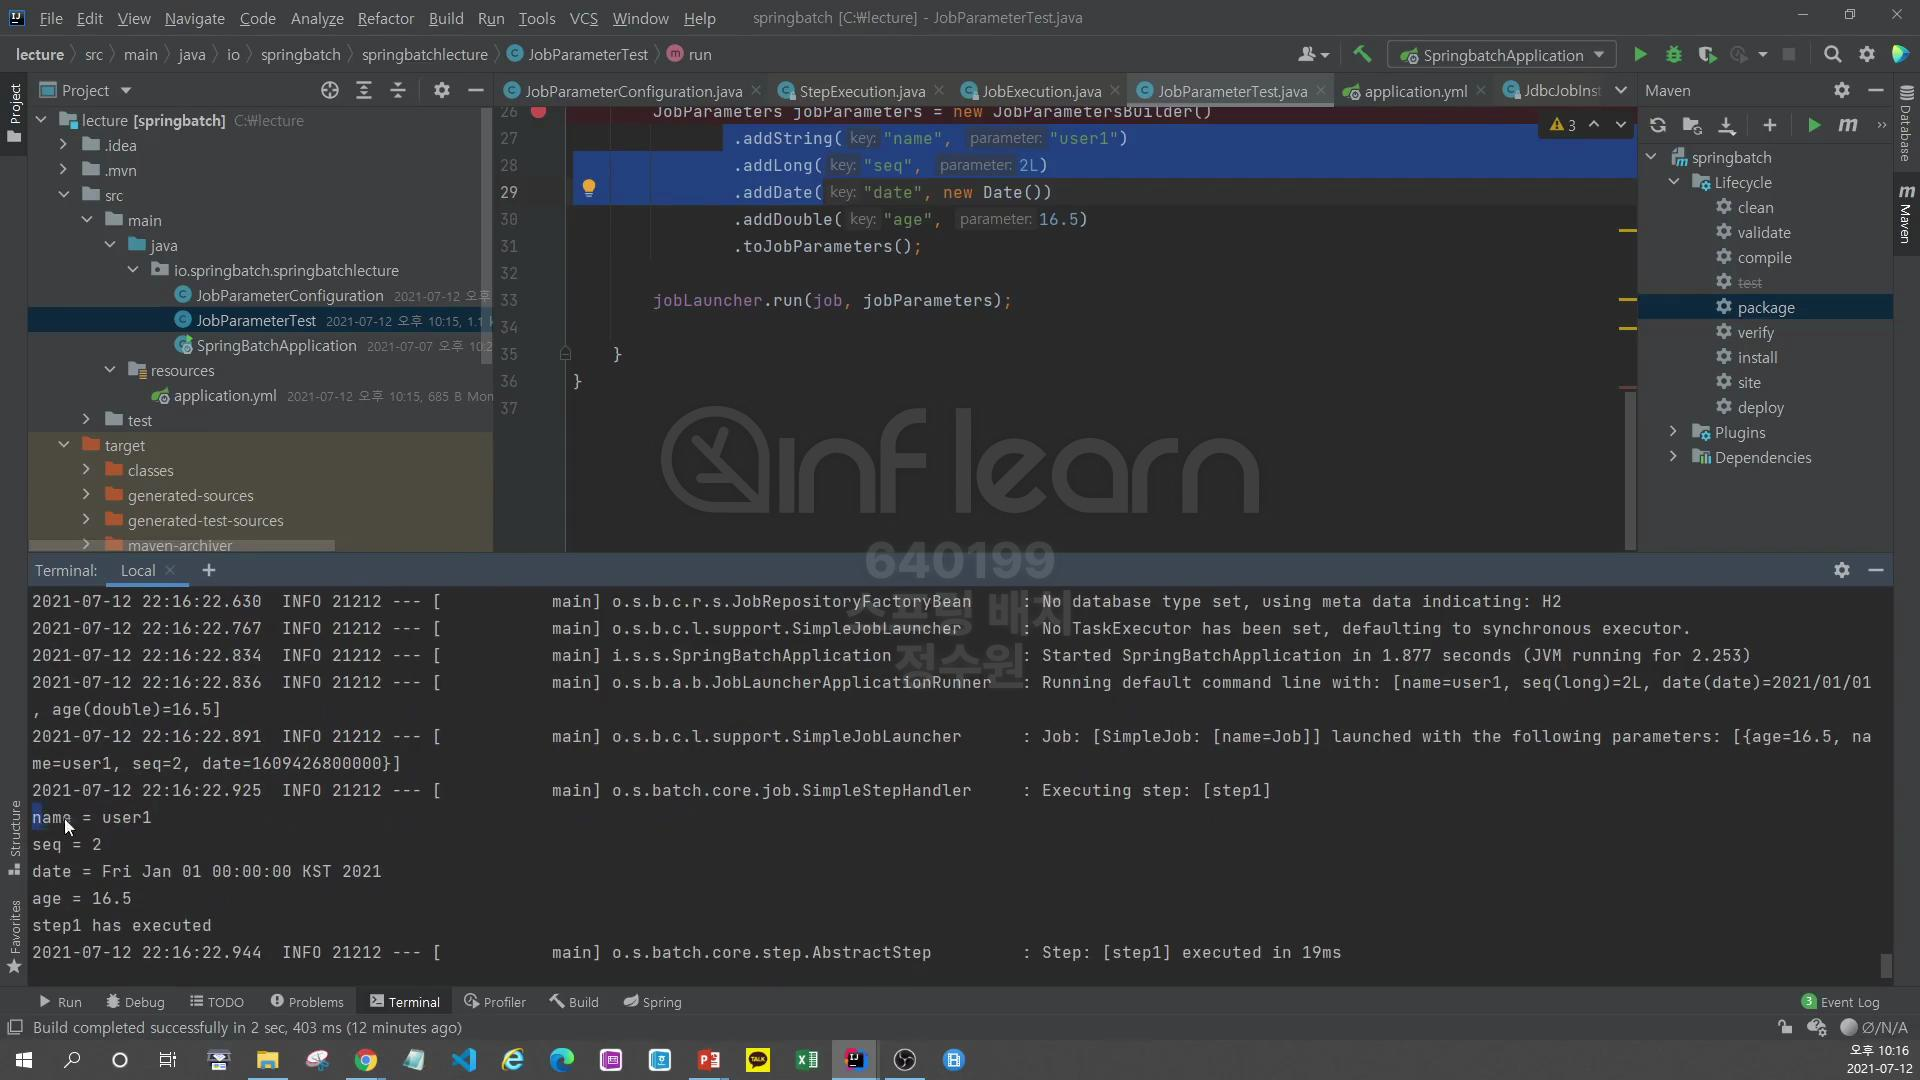 File Edit View Navigate Code Analyze Refactor Build Run Tools VCS Window Help springbatch [C:₩lecture] - JobParameterTest.java
lecture src main java io springbatch springbatchlecture JobParameterTest run SpringbatchApplication
Project
JobParameterConfiguration.java StepExecution.java JobExecution.java JobParameterTest.java application.yml JdbcJobInst
Maven
Project
Database
Maven
lecture [springbatch] C:₩lecture
.idea
.mvn
src
main
java
io.springbatch.springbatchlecture
JobParameterConfiguration 2021-07-12 오후
JobParameterTest 2021-07-12 오후 10:15, 1.1 k
SpringBatchApplication 2021-07-07 오후 10:2
resources
application.yml 2021-07-12 오후 10:15, 685 B Mon
test
target
classes
generated-sources
generated-test-sources
maven-archiver
26 JobParameters jobParameters = new JobParametersBuilder()
27 .addString( key: "name", parameter: "user1")
28 .addLong( key: "seq", parameter: 2L)
29 .addDate( key: "date", new Date())
30 .addDouble( key: "age", parameter: 16.5)
31 .toJobParameters();
32
33 jobLauncher.run(job, jobParameters);
34
35 }
36 }
37
3
springbatch
Lifecycle
clean
validate
compile
test
package
verify
install
site
deploy
Plugins
Dependencies
inflearn
640199
스프링 배치
정수원
Terminal: Local
2021-07-12 22:16:22.630 INFO 21212 --- [ main] o.s.b.c.r.s.JobRepositoryFactoryBean : No database type set, using meta data indicating: H2
2021-07-12 22:16:22.767 INFO 21212 --- [ main] o.s.b.c.l.support.SimpleJobLauncher : No TaskExecutor has been set, defaulting to synchronous executor.
2021-07-12 22:16:22.834 INFO 21212 --- [ main] i.s.s.SpringBatchApplication : Started SpringBatchApplication in 1.877 seconds (JVM running for 2.253)
2021-07-12 22:16:22.836 INFO 21212 --- [ main] o.s.b.a.b.JobLauncherApplicationRunner : Running default command line with: [name=user1, seq(long)=2L, date(date)=2021/01/01
, age(double)=16.5]
2021-07-12 22:16:22.891 INFO 21212 --- [ main] o.s.b.c.l.support.SimpleJobLauncher : Job: [SimpleJob: [name=Job]] launched with the following parameters: [{age=16.5, na
me=user1, seq=2, date=1609426800000}]
2021-07-12 22:16:22.925 INFO 21212 --- [ main] o.s.batch.core.job.SimpleStepHandler : Executing step: [step1]
name = user1
seq = 2
date = Fri Jan 01 00:00:00 KST 2021
age = 16.5
step1 has executed
2021-07-12 22:16:22.944 INFO 21212 --- [ main] o.s.batch.core.step.AbstractStep : Step: [step1] executed in 19ms
Structure
Favorites
Run Debug TODO Problems Terminal Profiler Build Spring 3 Event Log
Build completed successfully in 2 sec, 403 ms (12 minutes ago) Ø/N/A
TALK
오후 10:16
2021-07-12